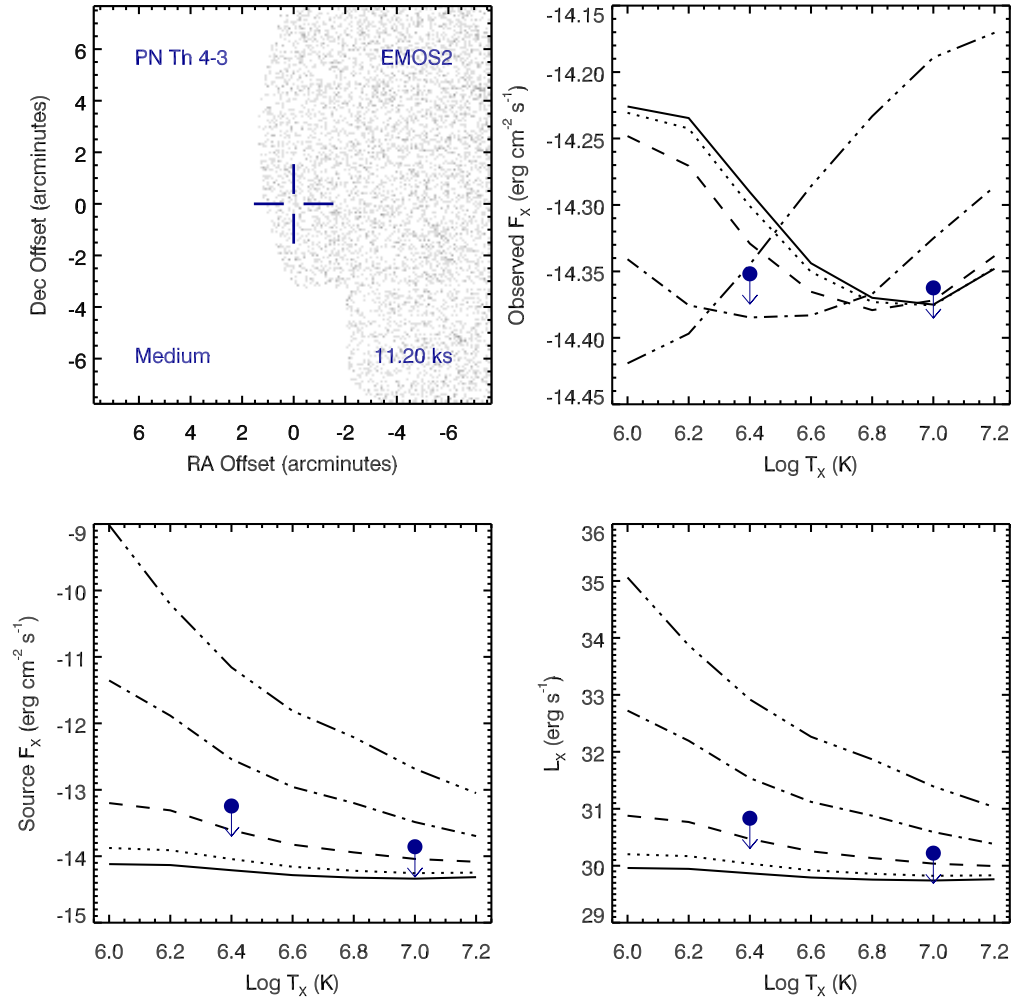 PN Th 4-3 EMOS2
Medium 11.20 ks
6
4
2
0
-2
-4
-6
Dec Offset (arcminutes)
6 4 2 0 -2 -4 -6
RA Offset (arcminutes)
-14.15
-14.20
-14.25
-14.30
-14.35
-14.40
-14.45
Observed F_X (erg cm^-2 s^-1)
6.0 6.2 6.4 6.6 6.8 7.0 7.2
Log T_X (K)
-9
-10
-11
-12
-13
-14
-15
Source F_X (erg cm^-2 s^-1)
6.0 6.2 6.4 6.6 6.8 7.0 7.2
Log T_X (K)
36
35
34
33
32
31
30
29
L_X (erg s^-1)
6.0 6.2 6.4 6.6 6.8 7.0 7.2
Log T_X (K)